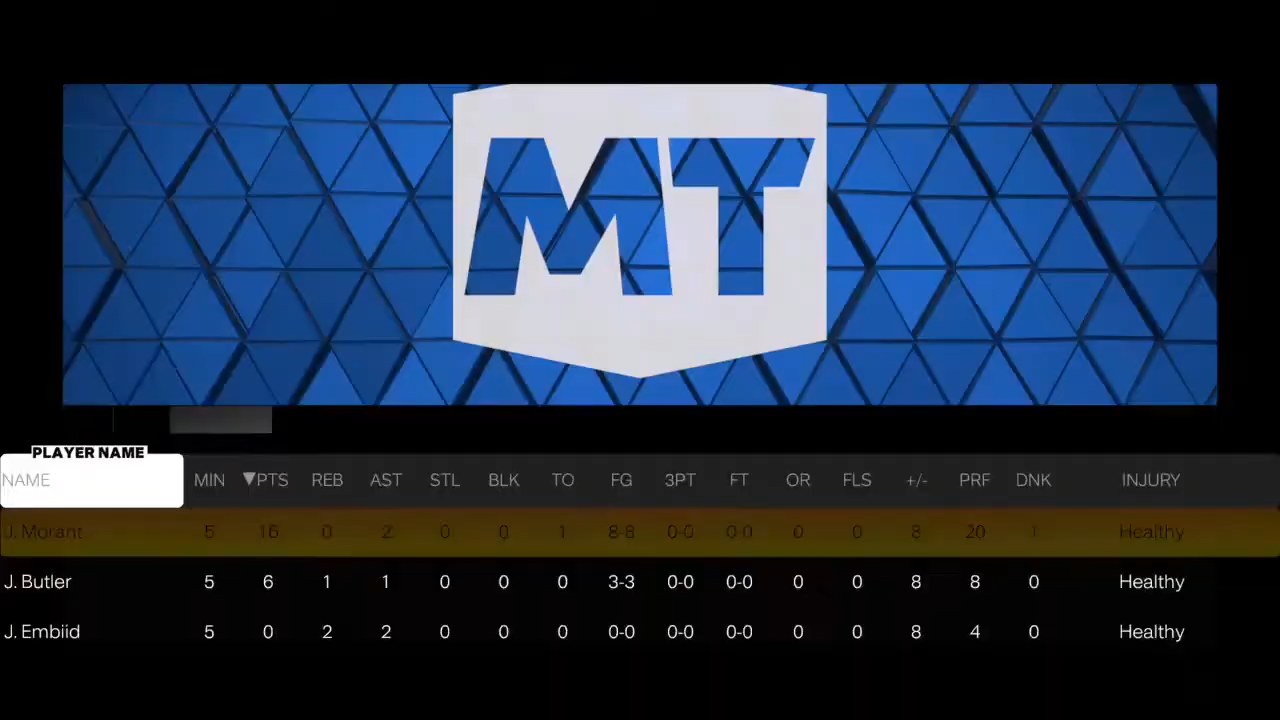 MT
PLAYER NAME
NAME MIN ▼PTS REB AST STL BLK TO FG 3PT FT OR FLS +/- PRF DNK INJURY
J. Morant 5 16 0 2 0 0 1 8-8 0-0 0-0 0 0 8 20 1 Healthy
J. Butler 5 6 1 1 0 0 0 3-3 0-0 0-0 0 0 8 8 0 Healthy
J. Embiid 5 0 2 2 0 0 0 0-0 0-0 0-0 0 0 8 4 0 Healthy